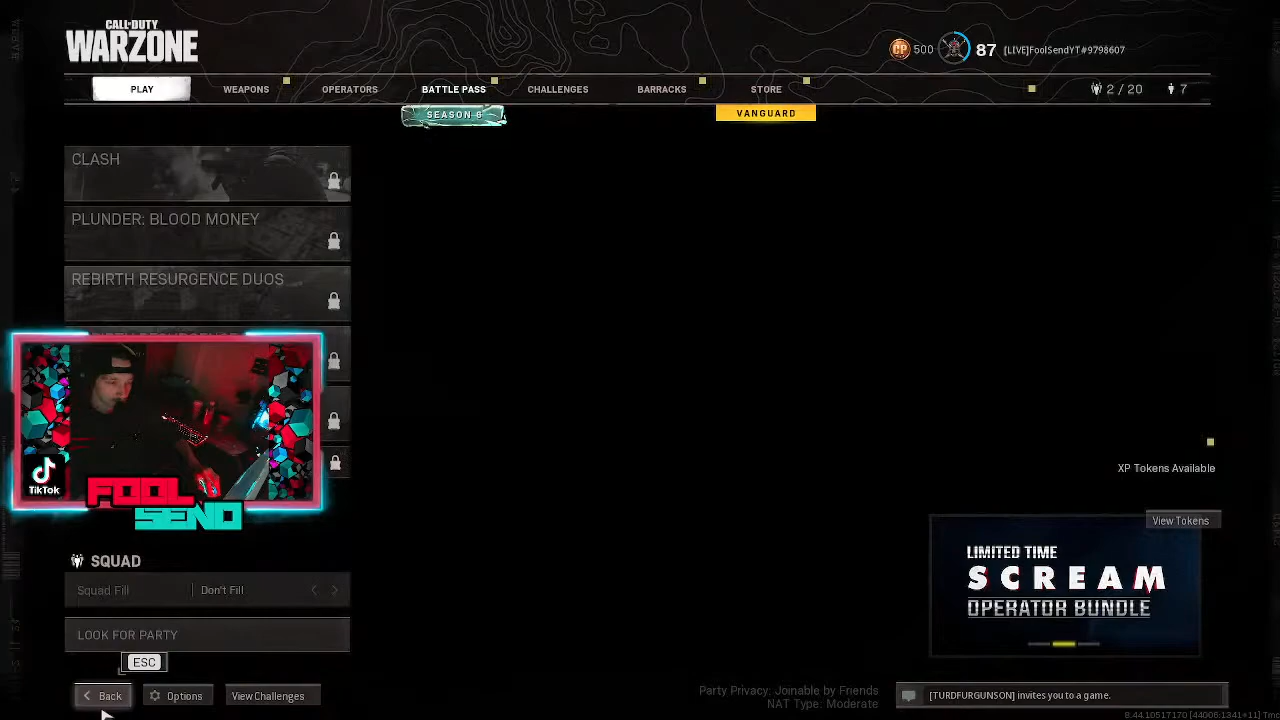 CALL OF DUTY
WARZONE
CP 500 87 [LIVE]FoolSendYT#9798607
PLAY WEAPONS OPERATORS BATTLE PASS CHALLENGES BARRACKS STORE 2 / 20 7
SEASON 6 VANGUARD
CLASH
PLUNDER: BLOOD MONEY
REBIRTH RESURGENCE DUOS
TikTok
FOOL
SEND
XP Tokens Available
View Tokens
LIMITED TIME
SCREAM
OPERATOR BUNDLE
SQUAD
Squad Fill Don't Fill
LOOK FOR PARTY
ESC
Back Options View Challenges
Party Privacy: Joinable by Friends
NAT Type: Moderate
[TURDFURGUNSON] invites you to a game.